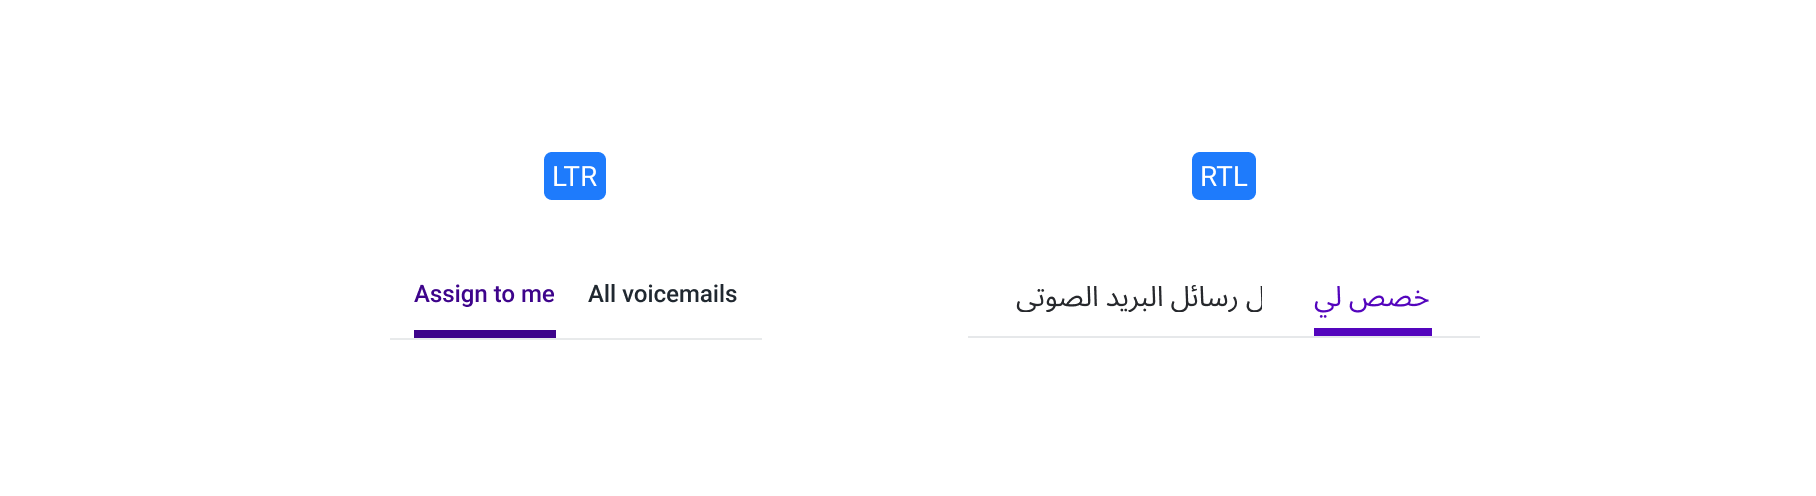 LTR
Assign to me
All voicemails
RTL
خصص لي
ل رسائل البريد الصوتى